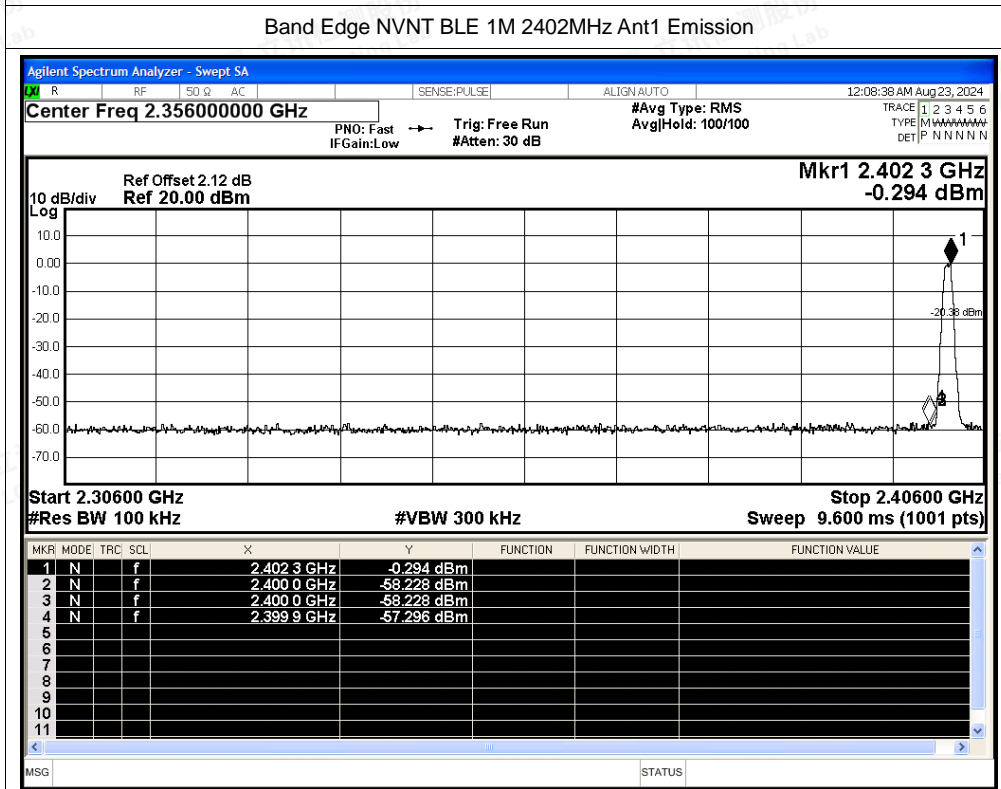 Band Edge NVNT BLE 1M 2402MHz Ant1 Emission
Agilent Spectrum Analyzer - Swept SA
LXI R RF 50 Ω AC SENSE:PULSE ALIGN AUTO 12:08:38 AM Aug 23, 2024
Center Freq 2.356000000 GHz #Avg Type: RMS TRACE 1 2 3 4 5 6
PNO: Fast Trig: Free Run Avg|Hold: 100/100 TYPE M
IFGain:Low #Atten: 30 dB DET P N N N N N
Mkr1 2.402 3 GHz
Ref Offset 2.12 dB
10 dB/div Ref 20.00 dBm -0.294 dBm
Log
10.0
1
0.00
-10.0
-20.0
-20.38 dBm
-30.0
-40.0
-50.0
-60.0
-70.0
Start 2.30600 GHz Stop 2.40600 GHz
#Res BW 100 kHz #VBW 300 kHz Sweep 9.600 ms (1001 pts)
MKR MODE TRC SCL X Y FUNCTION FUNCTION WIDTH FUNCTION VALUE
1 N f 2.402 3 GHz -0.294 dBm
2 N f 2.400 0 GHz -58.228 dBm
3 N f 2.400 0 GHz -58.228 dBm
4 N f 2.399 9 GHz -57.296 dBm
5
6
7
8
9
10
11
MSG STATUS